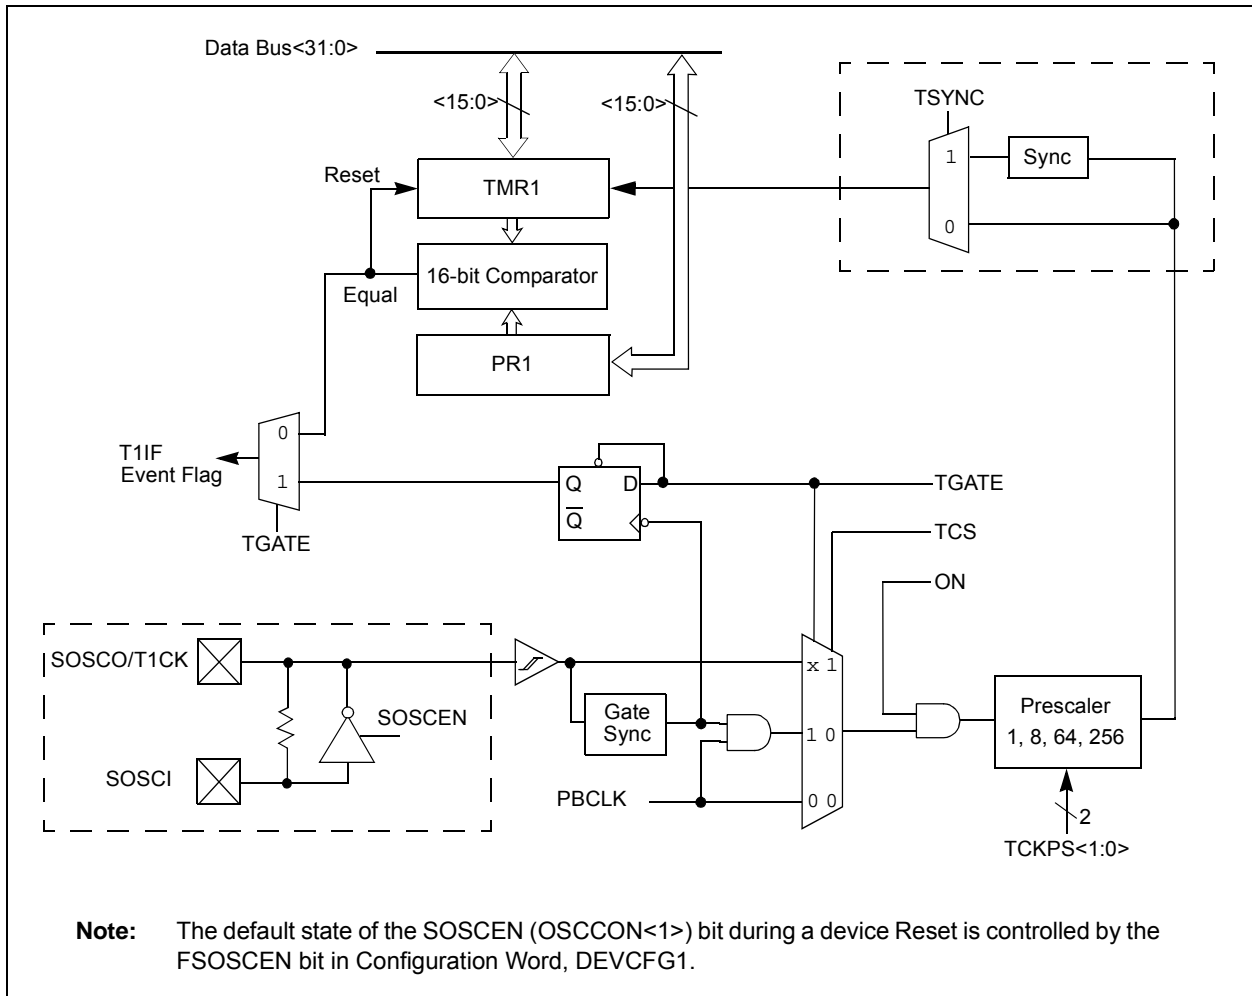 Data Bus<31:0>
<15:0>
<15:0>
TSYNC
1
Sync
0
Reset
TMR1
16-bit Comparator
Equal
PR1
T1IF
Event Flag
0
1
TGATE
Q
D
Q̅
TGATE
TCS
ON
SOSCO/T1CK
SOSCEN
SOSCI
Gate
Sync
PBCLK
x 1
1 0
0 0
Prescaler
1, 8, 64, 256
2
TCKPS<1:0>
Note: The default state of the SOSCEN (OSCCON<1>) bit during a device Reset is controlled by the
FSOSCEN bit in Configuration Word, DEVCFG1.